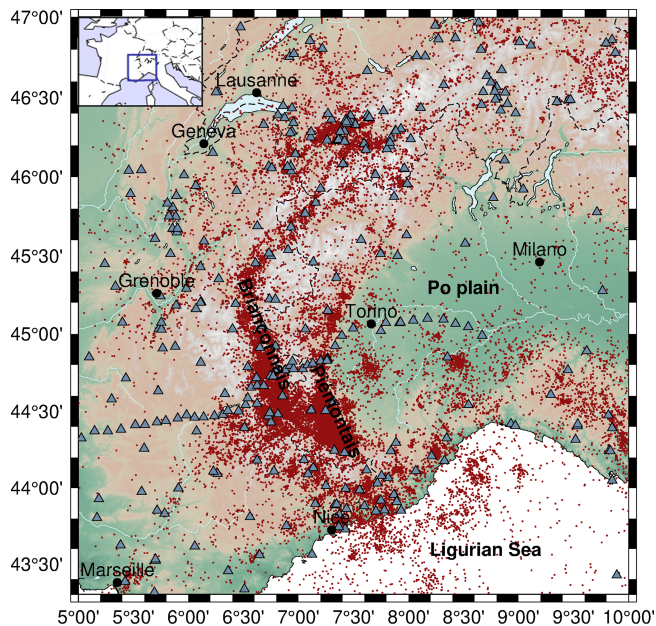 47°00'
46°30'
46°00'
45°30'
45°00'
44°30'
44°00'
43°30'
Lausanne
Geneva
Milano
Grenoble
Po plain
Torino
Brianconnais
Piemontais
Nice
Ligurian Sea
Marseille
5°00' 5°30' 6°00' 6°30' 7°00' 7°30' 8°00' 8°30' 9°00' 9°30' 10°00'